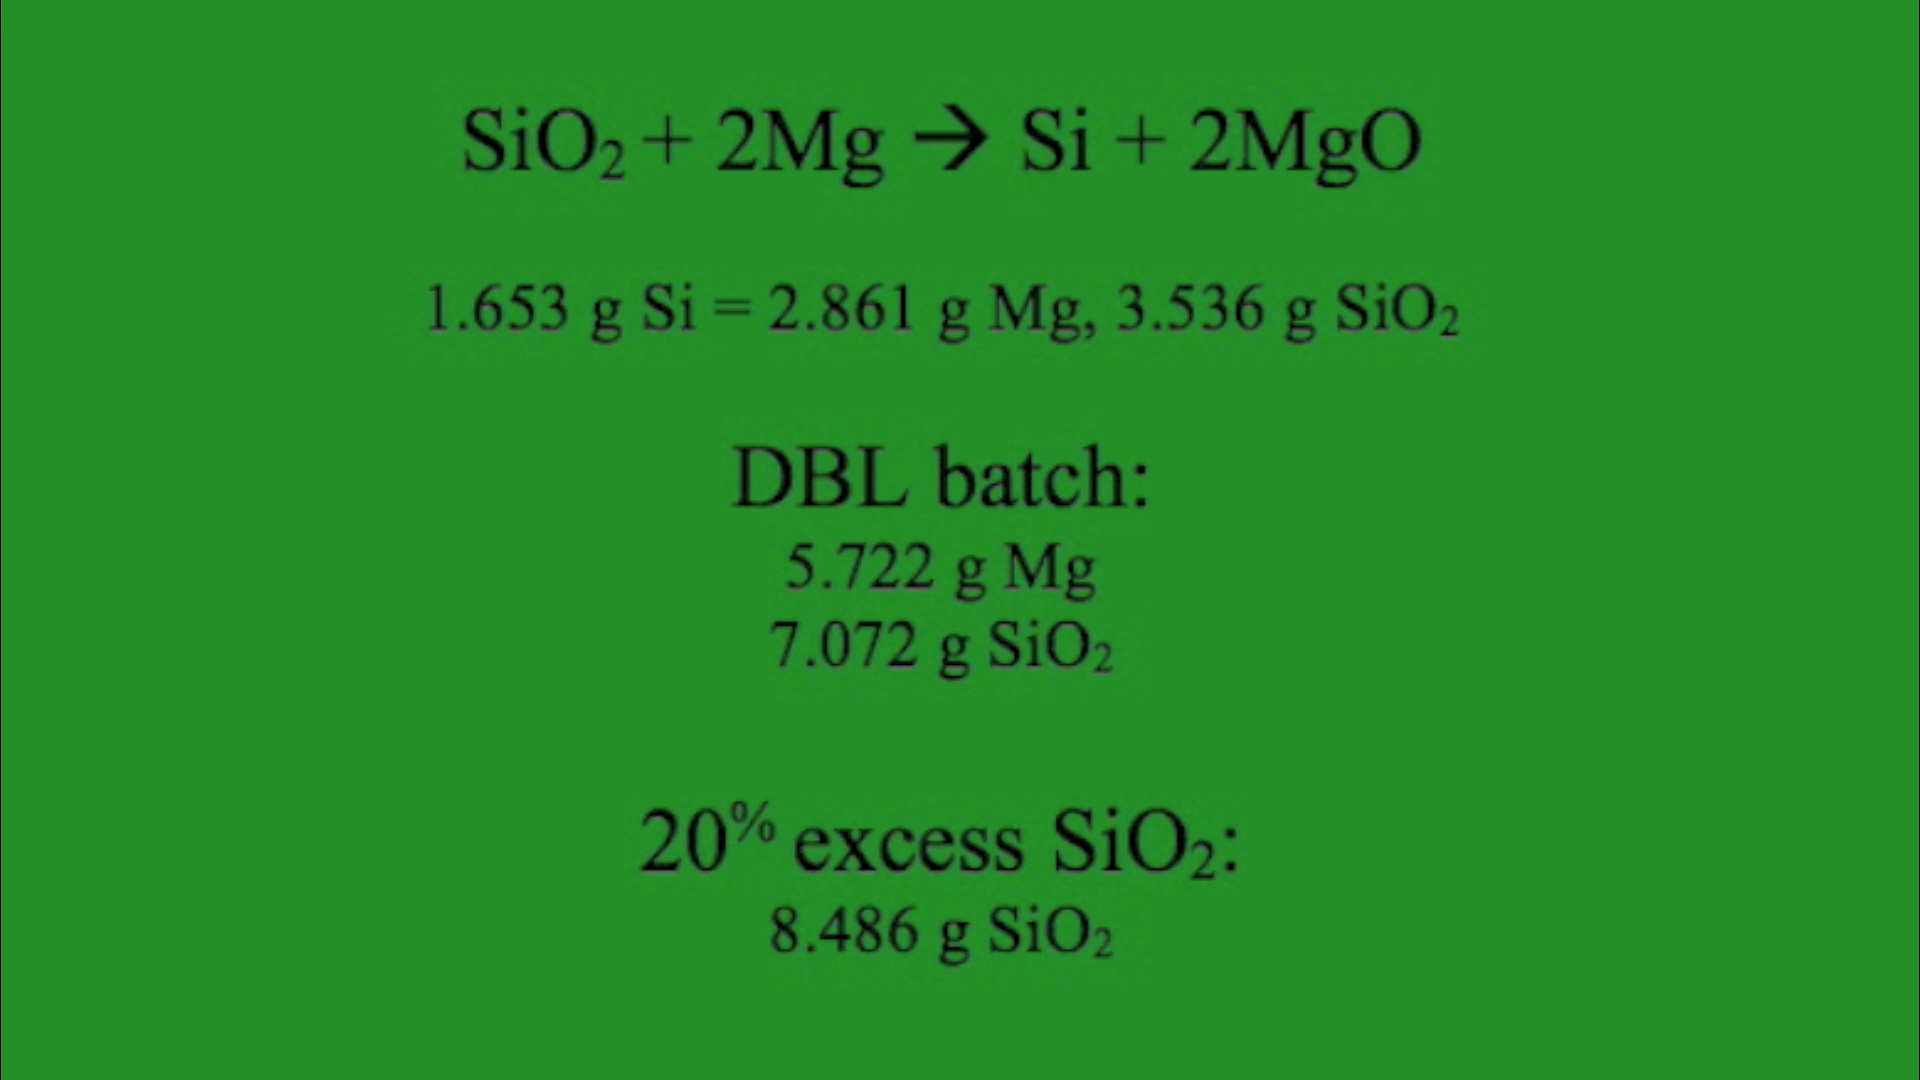 SiO₂ + 2Mg → Si + 2MgO
1.653 g Si = 2.861 g Mg, 3.536 g SiO₂
DBL batch:
5.722 g Mg
7.072 g SiO₂
20% excess SiO₂:
8.486 g SiO₂